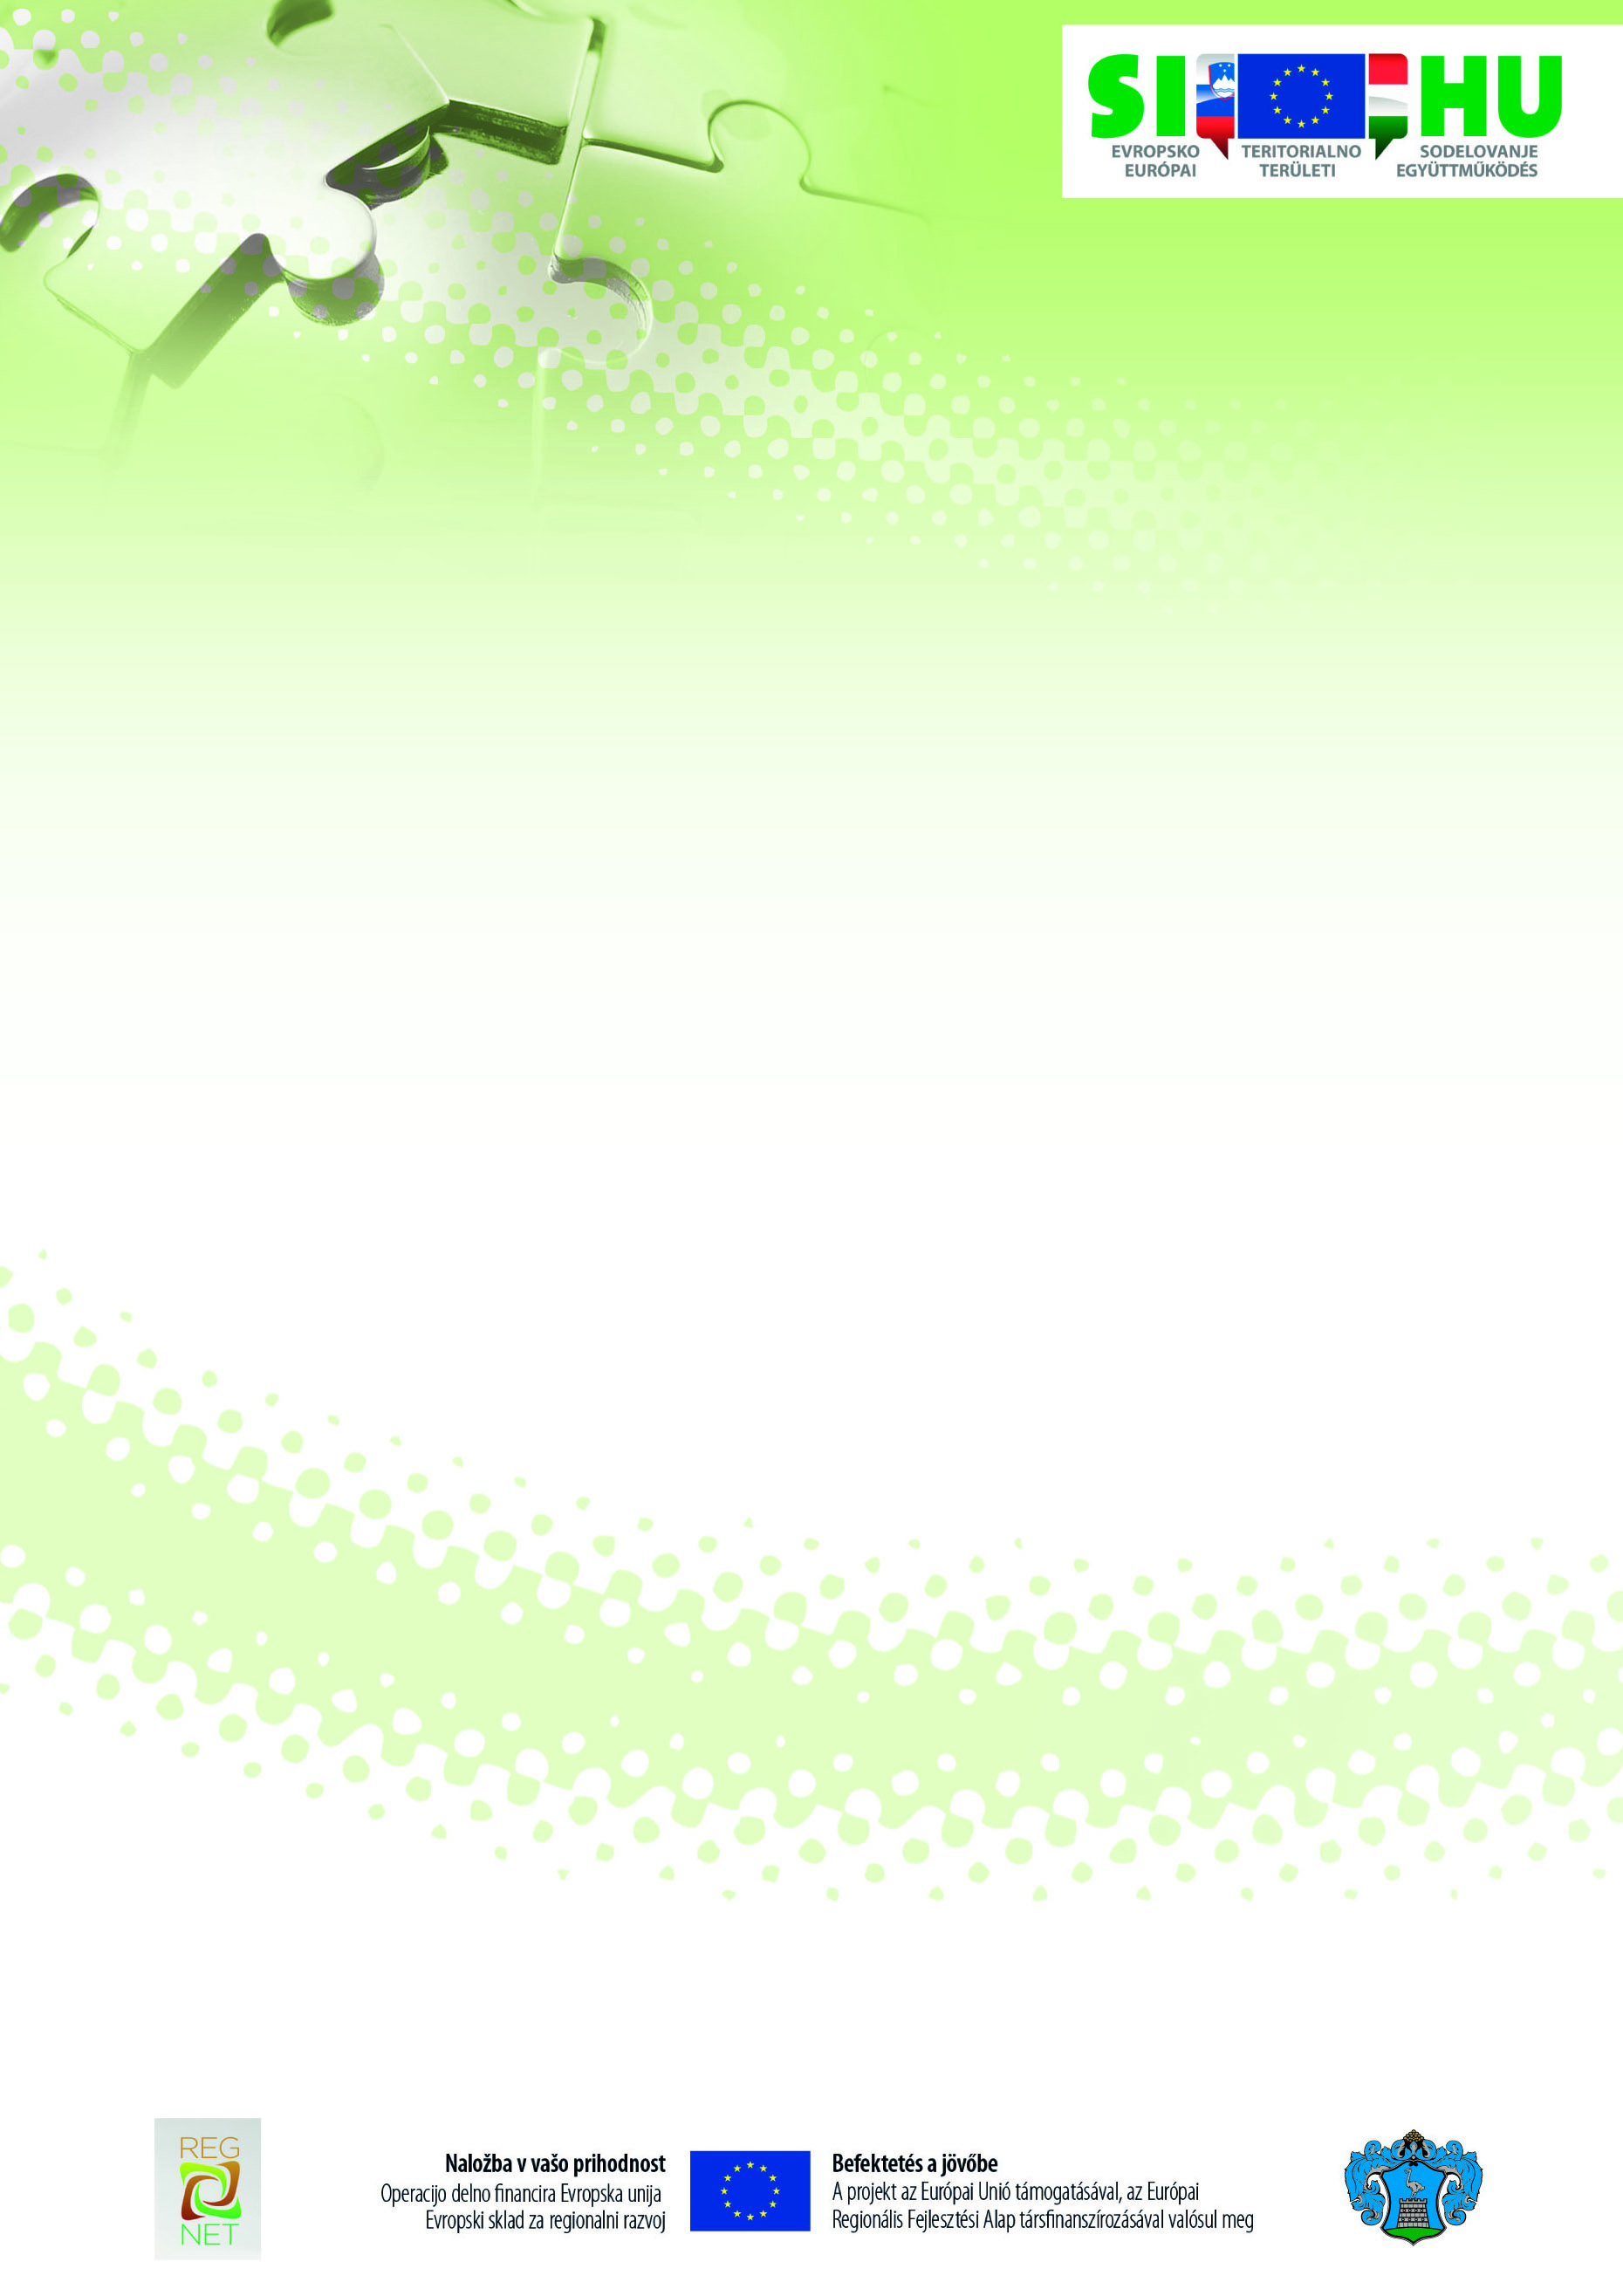 SI HU
EVROPSKO TERITORIALNO SODELOVANJE
EURÓPAI TERÜLETI EGYÜTTMŰKÖDÉS
REG
NET
Naložba v vašo prihodnost
Operacijo delno financira Evropska unija
Evropski sklad za regionalni razvoj
Befektetés a jövőbe
A projekt az Európai Unió támogatásával, az Európai
Regionális Fejlesztési Alap társfinanszírozásával valósul meg